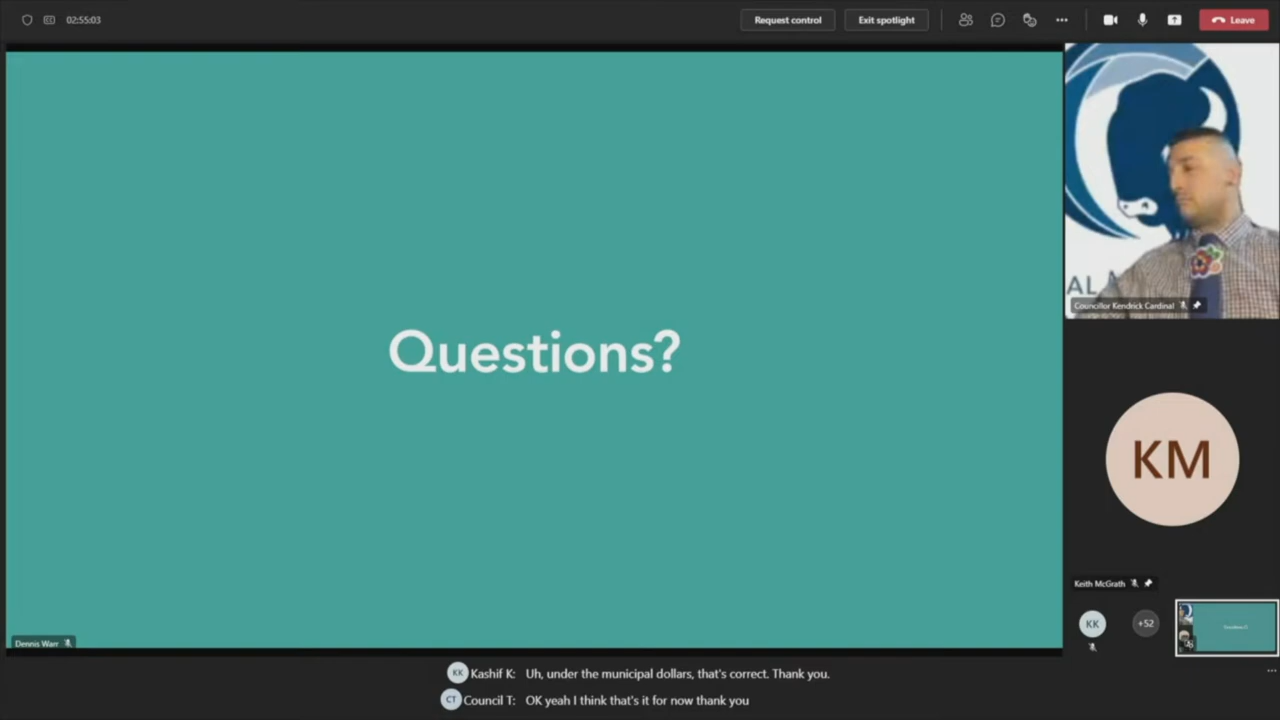 02:55:03
Request control
Exit spotlight
Leave
Questions?
AL
Councillor Kendrick Cardinal
KM
Keith McGrath
KK
+52
Dennis Warr
KK Kashif K: Uh, under the municipal dollars, that's correct. Thank you.
CT Council T: OK yeah I think that's it for now thank you